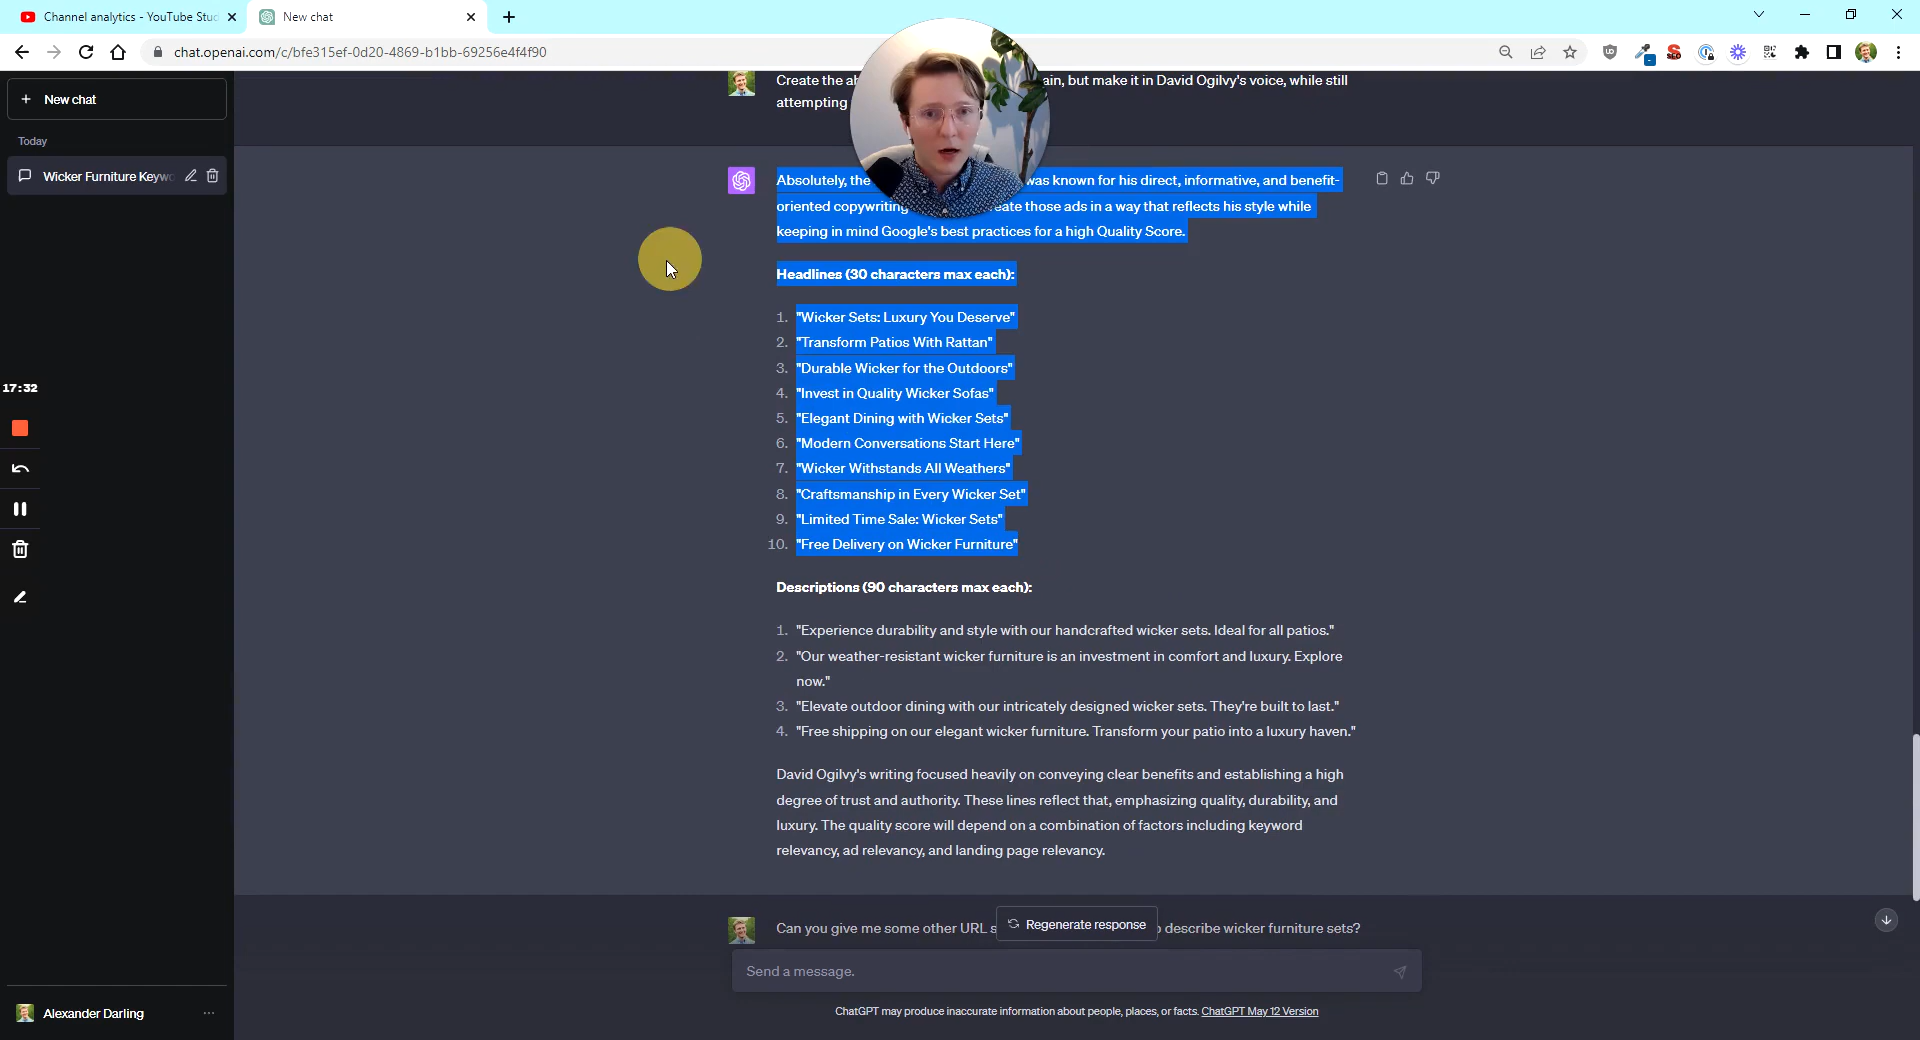 Channel analytics - YouTube Stu
New chat
chat.openai.com/c/bfe315ef-0d20-4869-b1bb-69256e4f4f90
+ New chat
Today
Wicker Furniture Keyw
17:32
Alexander Darling
Create the a ain, but make it in David Ogilvy's voice, while still
attempting
Absolutely, the was known for his direct, informative, and benefit-
oriented copywriting eate those ads in a way that reflects his style while
keeping in mind Google's best practices for a high Quality Score.
Headlines (30 characters max each):
1. "Wicker Sets: Luxury You Deserve"
2. "Transform Patios With Rattan"
3. "Durable Wicker for the Outdoors"
4. "Invest in Quality Wicker Sofas"
5. "Elegant Dining with Wicker Sets"
6. "Modern Conversations Start Here"
7. "Wicker Withstands All Weathers"
8. "Craftsmanship in Every Wicker Set"
9. "Limited Time Sale: Wicker Sets"
10. "Free Delivery on Wicker Furniture"
Descriptions (90 characters max each):
1. "Experience durability and style with our handcrafted wicker sets. Ideal for all patios."
2. "Our weather-resistant wicker furniture is an investment in comfort and luxury. Explore
now."
3. "Elevate outdoor dining with our intricately designed wicker sets. They're built to last."
4. "Free shipping on our elegant wicker furniture. Transform your patio into a luxury haven."
David Ogilvy's writing focused heavily on conveying clear benefits and establishing a high
degree of trust and authority. These lines reflect that, emphasizing quality, durability, and
luxury. The quality score will depend on a combination of factors including keyword
relevancy, ad relevancy, and landing page relevancy.
Can you give me some other URL s describe wicker furniture sets?
Regenerate response
Send a message.
ChatGPT may produce inaccurate information about people, places, or facts. ChatGPT May 12 Version